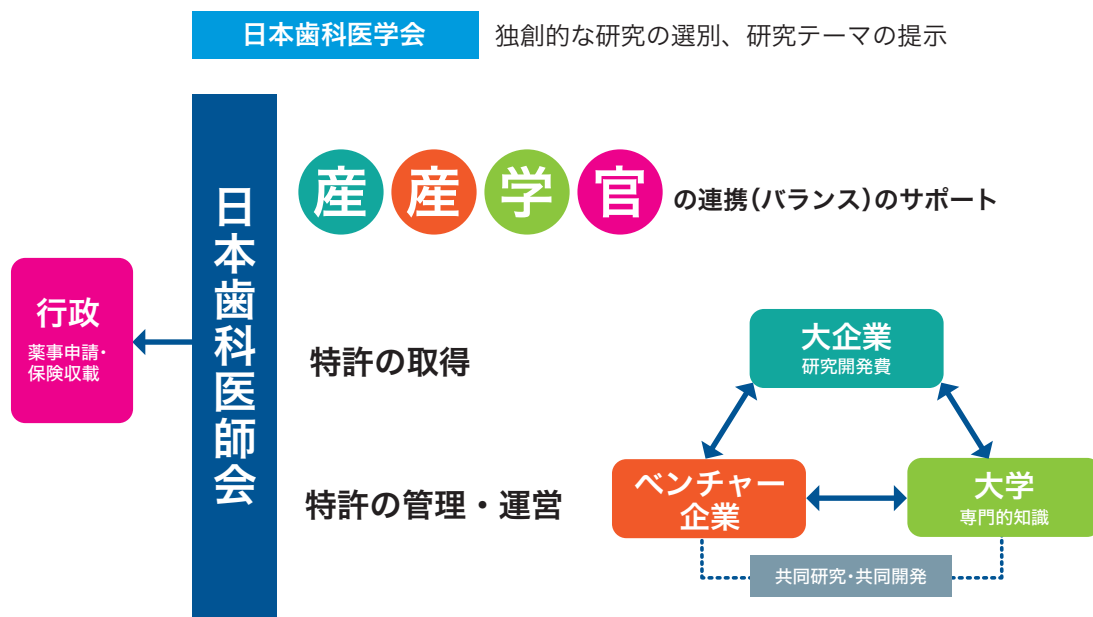 日本歯科医学会
独創的な研究の選別、研究テーマの提示
日本歯科医師会
産産学官の連携(バランス)のサポート
行政
薬事申請・
保険収載
特許の取得
特許の管理・運営
大企業
研究開発費
ベンチャー
企業
大学
専門的知識
共同研究・共同開発